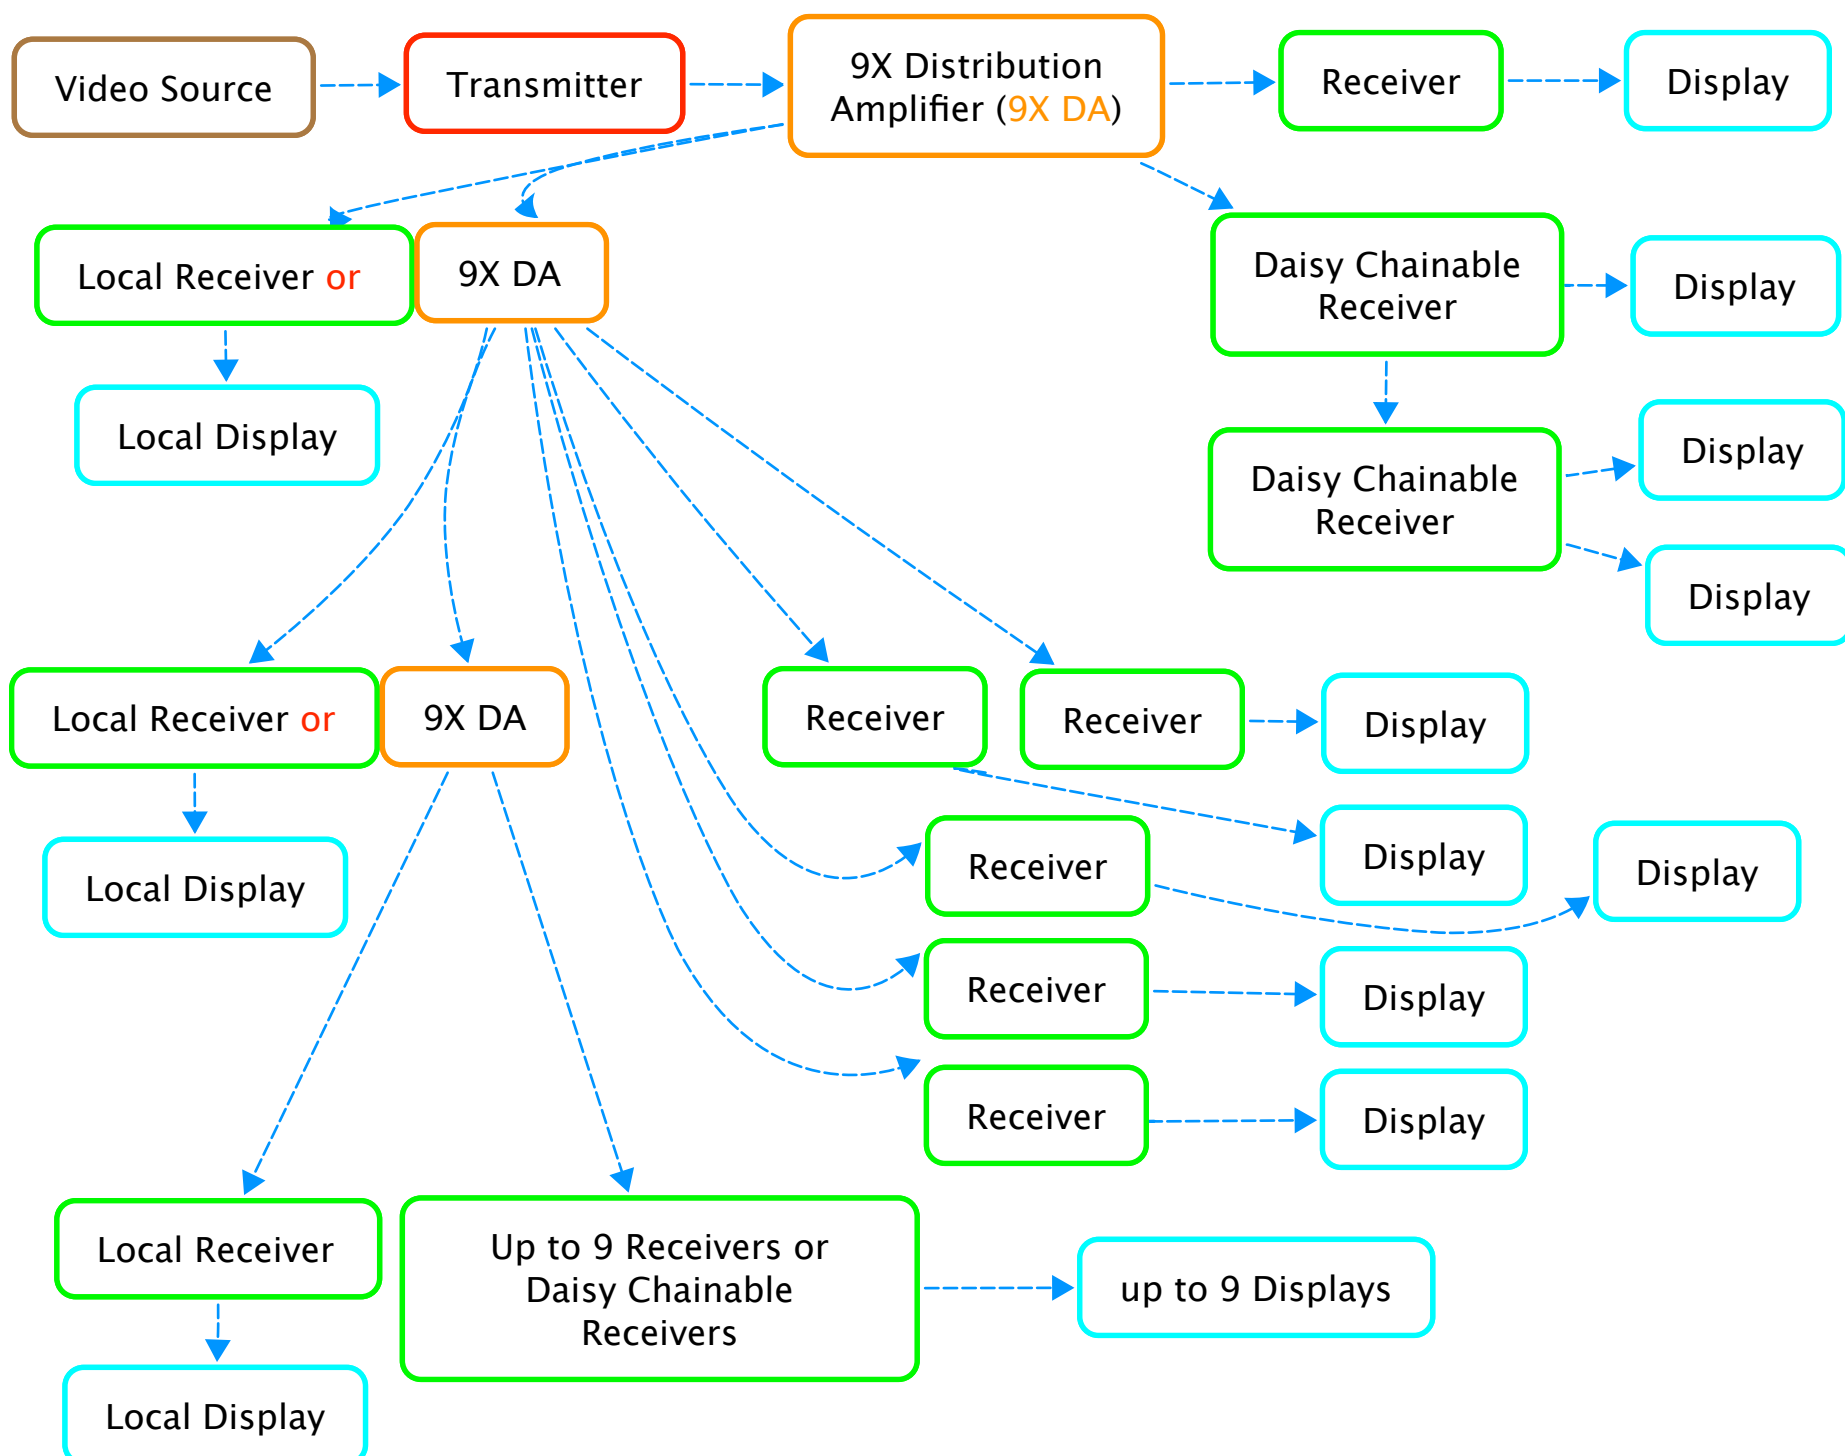 Video Source
Transmitter
9X Distribution
Amplifier (9X DA)
Receiver
Display
Local Receiver or
9X DA
Daisy Chainable
Receiver
Display
Local Display
Daisy Chainable
Receiver
Display
Display
Local Receiver or
9X DA
Receiver
Receiver
Display
Local Display
Receiver
Display
Display
Receiver
Display
Receiver
Display
Local Receiver
Up to 9 Receivers or
Daisy Chainable
Receivers
up to 9 Displays
Local Display